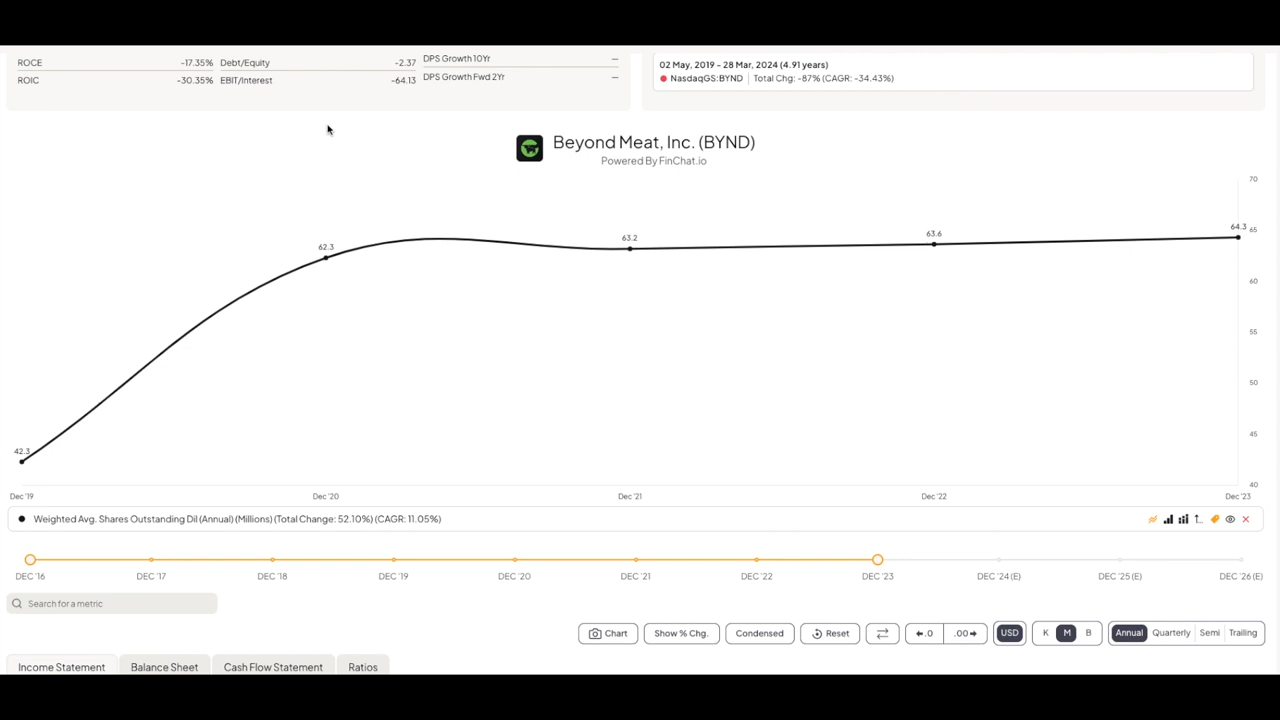 ROCE -17.35% Debt/Equity -2.37 DPS Growth 10Yr —
ROIC -30.35% EBIT/Interest -64.13 DPS Growth Fwd 2Yr —
02 May, 2019 - 28 Mar, 2024 (4.91 years)
NasdaqGS:BYND | Total Chg: -87% (CAGR: -34.43%)
Beyond Meat, Inc. (BYND)
Powered By FinChat.io
70
65
60
55
50
45
40
42.3
62.3
63.2
63.6
64.3
Dec '19 Dec '20 Dec '21 Dec '22 Dec '23
Weighted Avg. Shares Outstanding Dil (Annual) (Millions) (Total Change: 52.10%) (CAGR: 11.05%)
DEC '16 DEC '17 DEC '18 DEC '19 DEC '20 DEC '21 DEC '22 DEC '23 DEC '24 (E) DEC '25 (E) DEC '26 (E)
Search for a metric
Chart Show % Chg. Condensed Reset .0 .00 USD K M B Annual Quarterly Semi Trailing
Income Statement Balance Sheet Cash Flow Statement Ratios